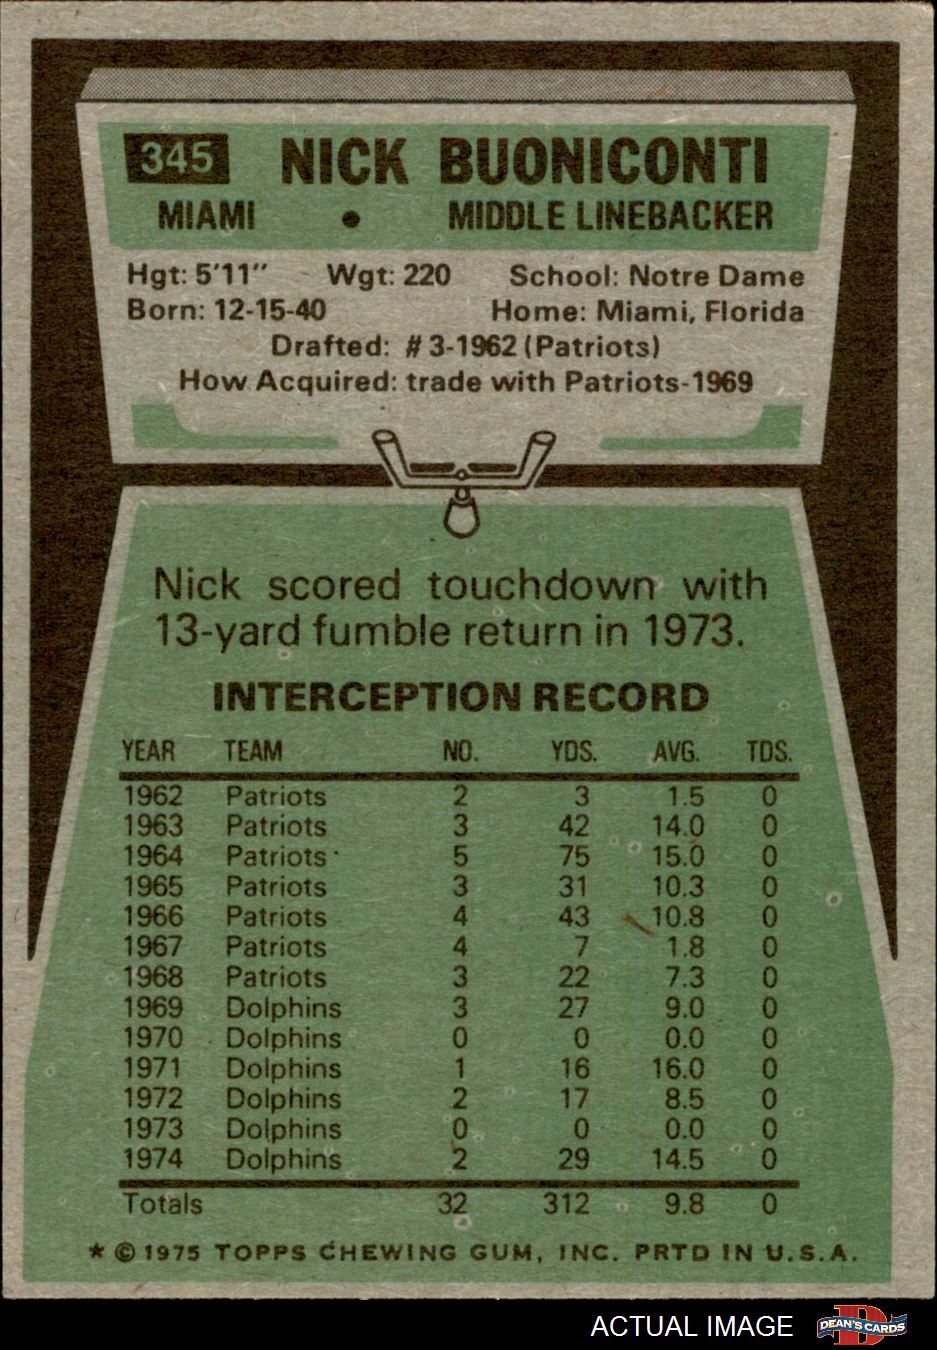 345 NICK BUONICONTI
MIAMI • MIDDLE LINEBACKER
Hgt: 5'11" Wgt: 220 School: Notre Dame
Born: 12-15-40 Home: Miami, Florida
Drafted: #3-1962 (Patriots)
How Acquired: trade with Patriots-1969
Nick scored touchdown with
13-yard fumble return in 1973.
INTERCEPTION RECORD
YEAR TEAM NO. YDS. AVG. TDS.
1962 Patriots 2 3 1.5 0
1963 Patriots 3 42 14.0 0
1964 Patriots 5 75 15.0 0
1965 Patriots 3 31 10.3 0
1966 Patriots 4 43 10.8 0
1967 Patriots 4 7 1.8 0
1968 Patriots 3 22 7.3 0
1969 Dolphins 3 27 9.0 0
1970 Dolphins 0 0 0.0 0
1971 Dolphins 1 16 16.0 0
1972 Dolphins 2 17 8.5 0
1973 Dolphins 0 0 0.0 0
1974 Dolphins 2 29 14.5 0
Totals 32 312 9.8 0
* © 1975 TOPPS CHEWING GUM, INC. PRTD IN U.S.A.
ACTUAL IMAGE D DEAN'S CARDS